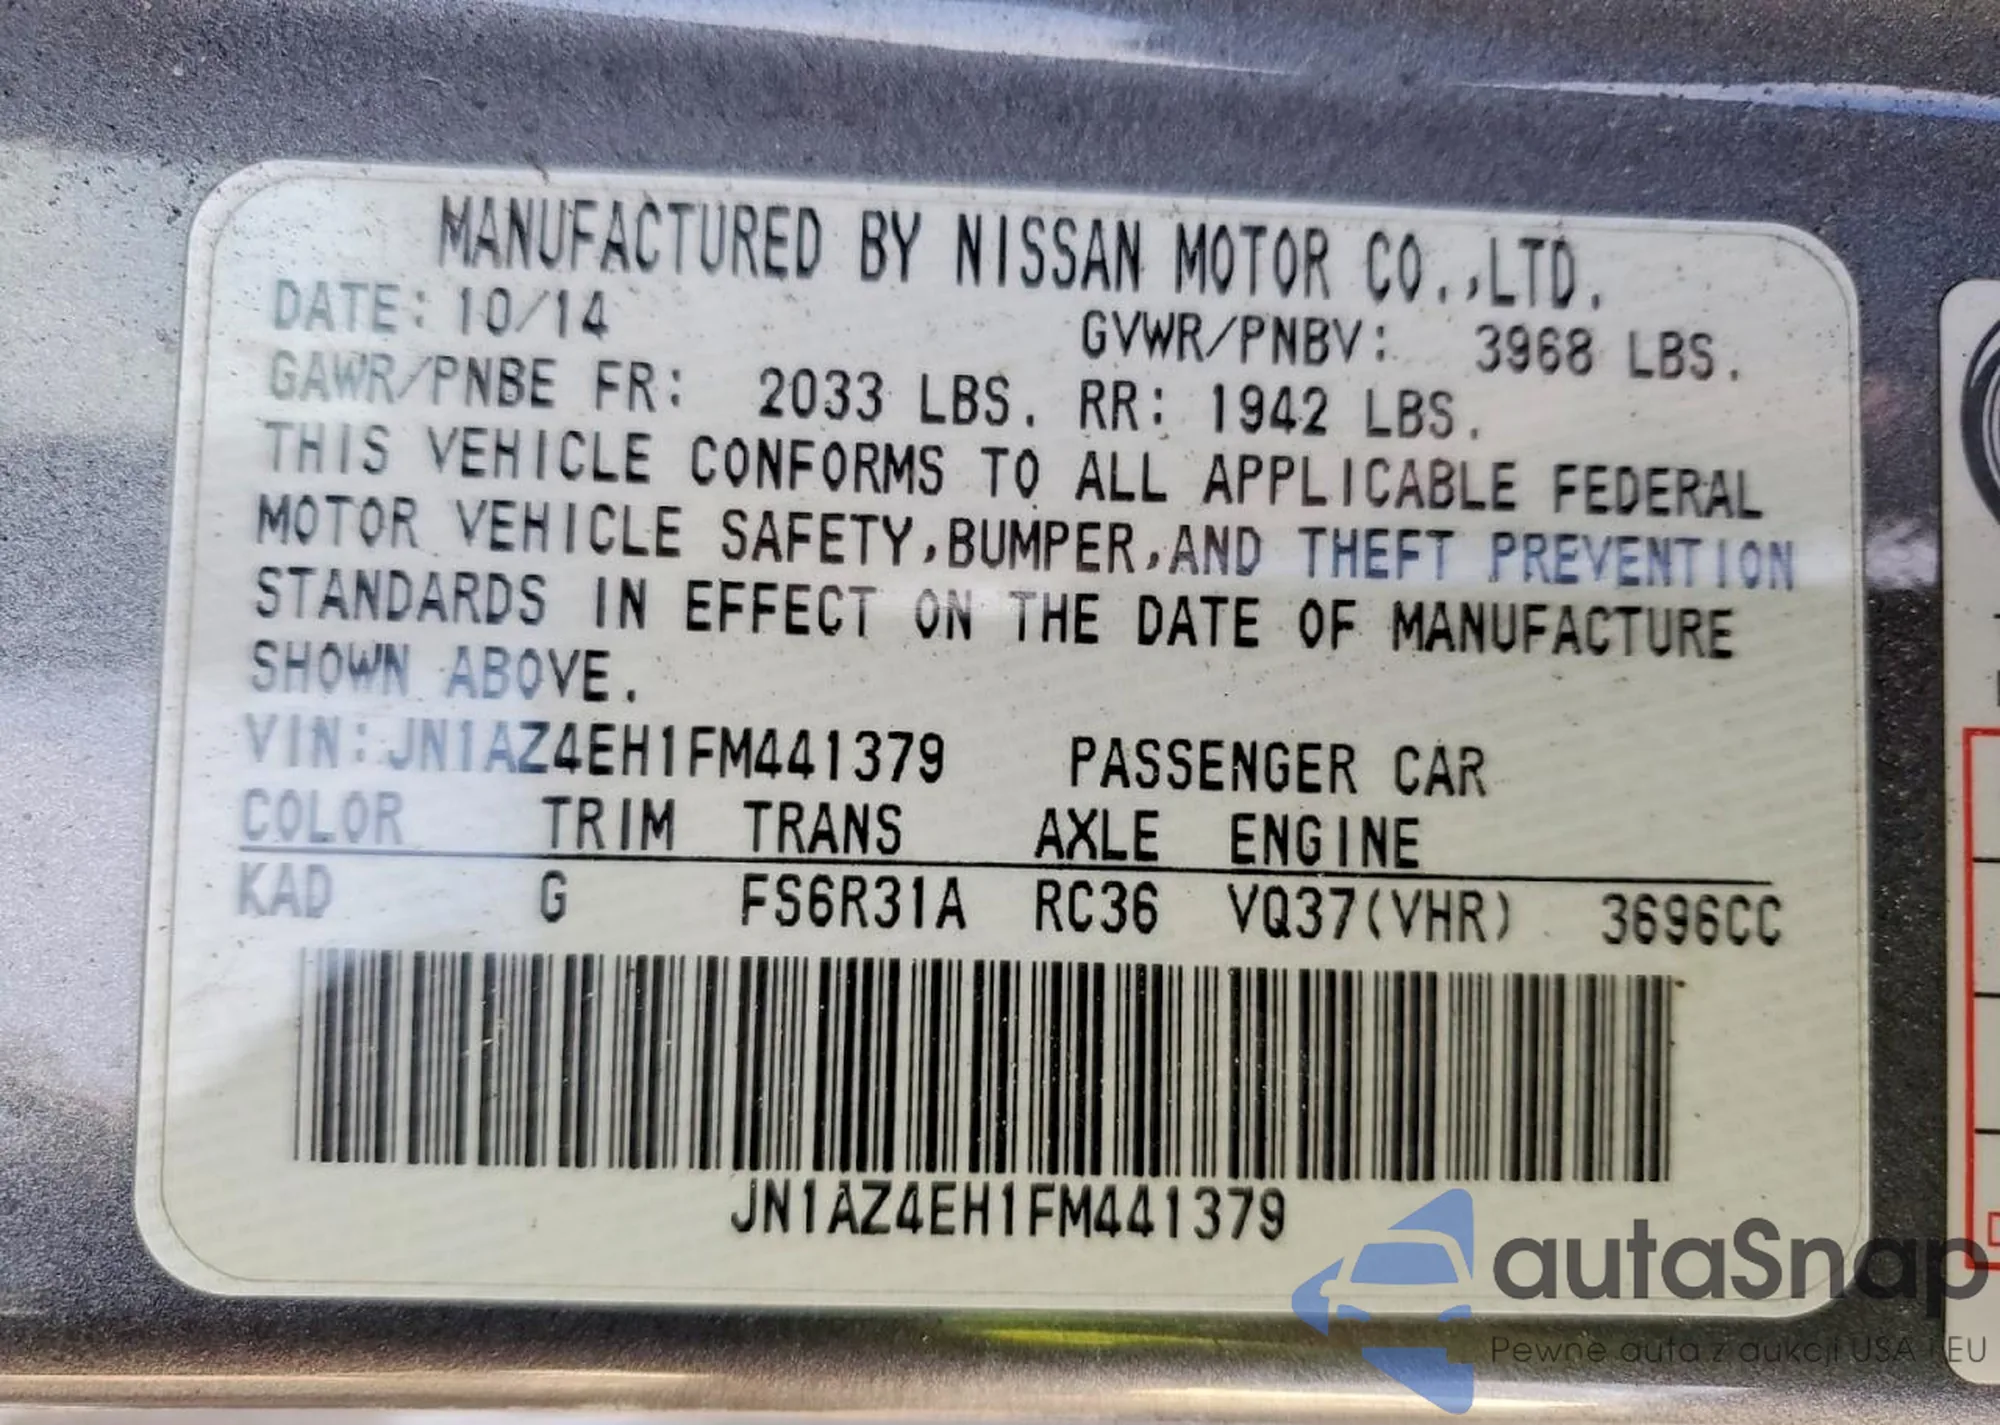 MANUFACTURED BY NISSAN MOTOR CO.,LTD.
DATE: 10/14 GVWR/PNBV: 3968 LBS.
GAWR/PNBE FR: 2033 LBS. RR: 1942 LBS.
THIS VEHICLE CONFORMS TO ALL APPLICABLE FEDERAL
MOTOR VEHICLE SAFETY,BUMPER,AND THEFT PREVENTION
STANDARDS IN EFFECT ON THE DATE OF MANUFACTURE
SHOWN ABOVE.
VIN:JN1AZ4EH1FM441379 PASSENGER CAR
COLOR TRIM TRANS AXLE ENGINE
KAD G FS6R31A RC36 VQ37(VHR) 3696CC
JN1AZ4EH1FM441379
autaSnap
Pewne auta z aukcji USA i EU